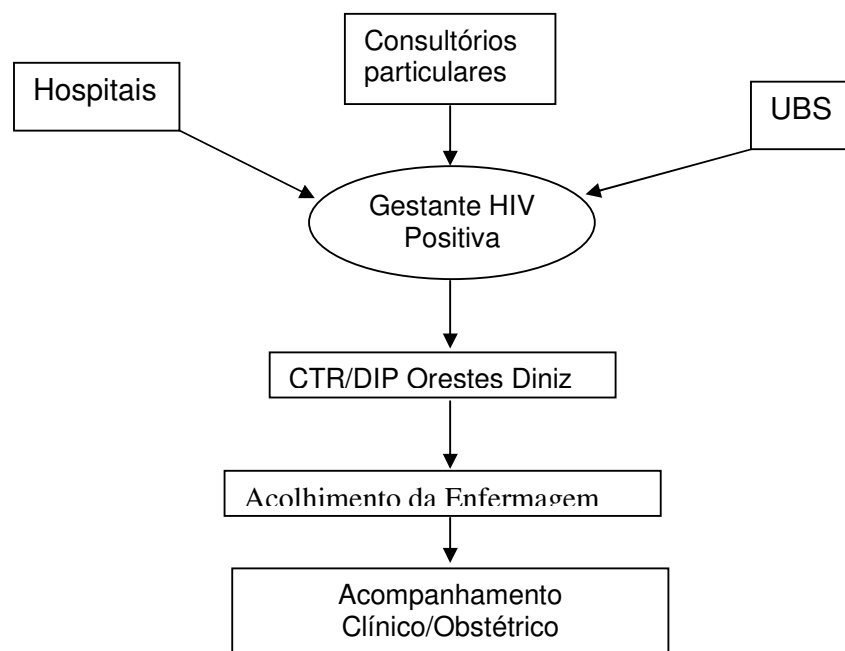 Consultórios
particulares
Hospitais
UBS
Gestante HIV
Positiva
CTR/DIP Orestes Diniz
Acolhimento da Enfermagem
Acompanhamento
Clínico/Obstétrico